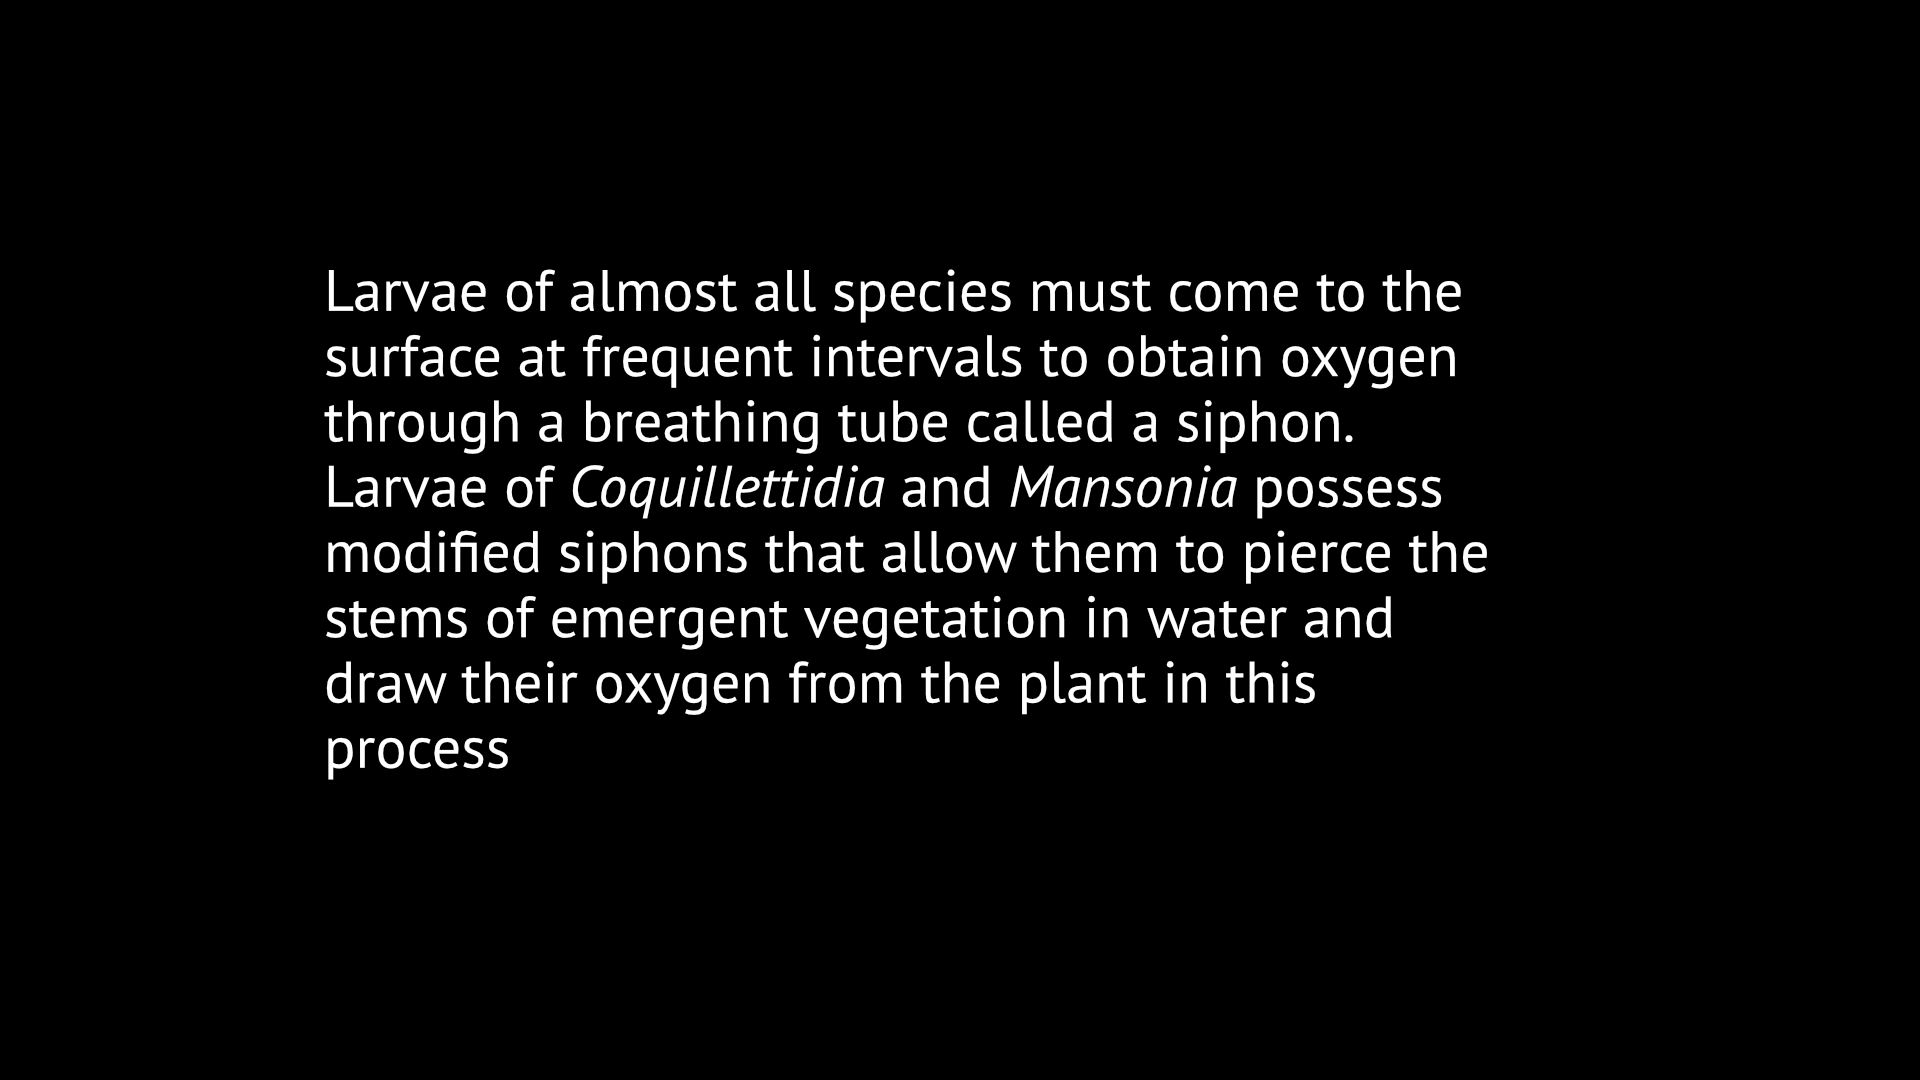 Larvae of almost all species must come to the
surface at frequent intervals to obtain oxygen
through a breathing tube called a siphon.
Larvae of Coquillettidia and Mansonia possess
modified siphons that allow them to pierce the
stems of emergent vegetation in water and
draw their oxygen from the plant in this
process